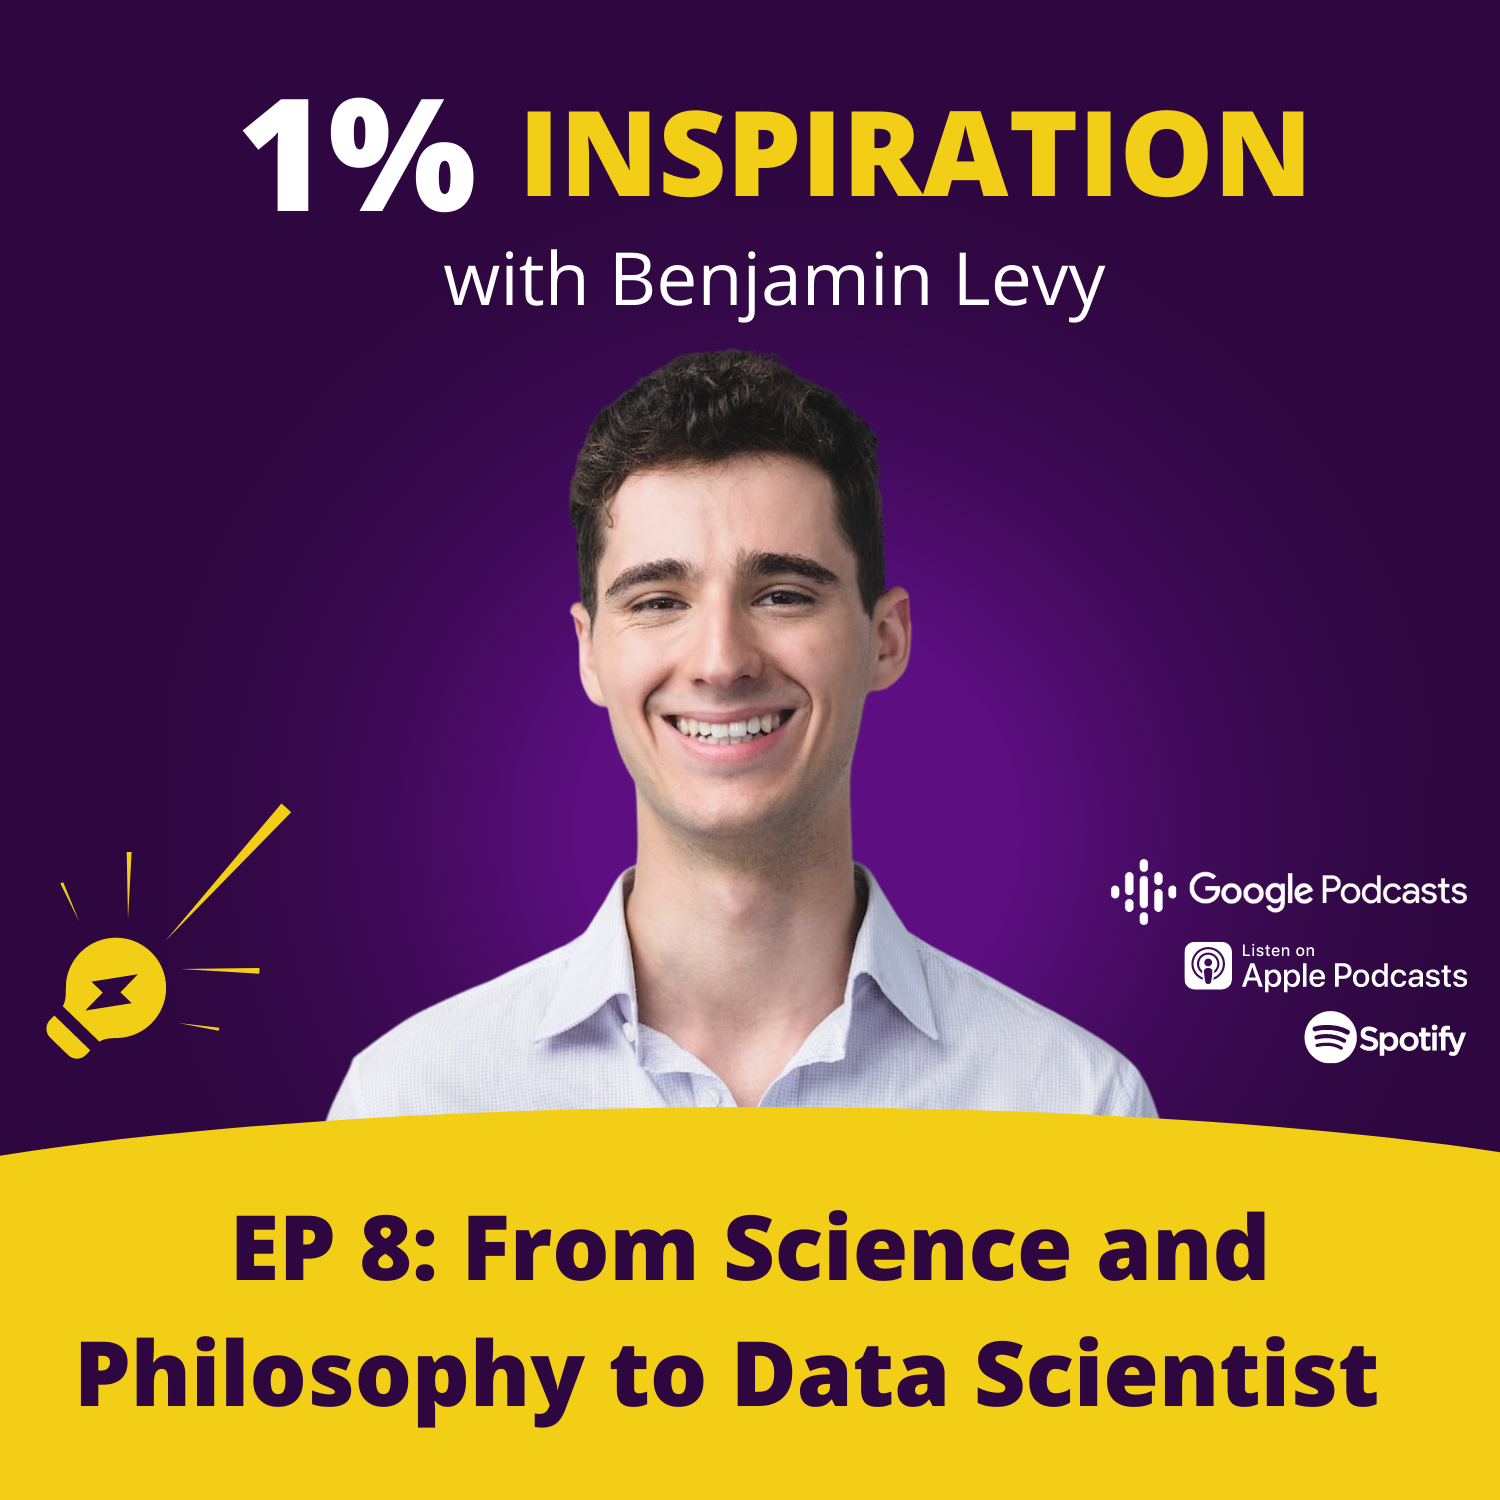 1% INSPIRATION
with Benjamin Levy
Google Podcasts
Listen on
Apple Podcasts
Spotify
EP 8: From Science and
Philosophy to Data Scientist